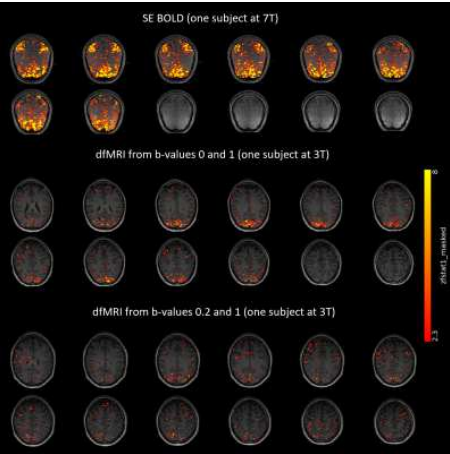 SE BOLD (one subject at 7T)
dfMRI from b-values 0 and 1 (one subject at 3T)
8
zfstat1_masked
2.3
dfMRI from b-values 0.2 and 1 (one subject at 3T)